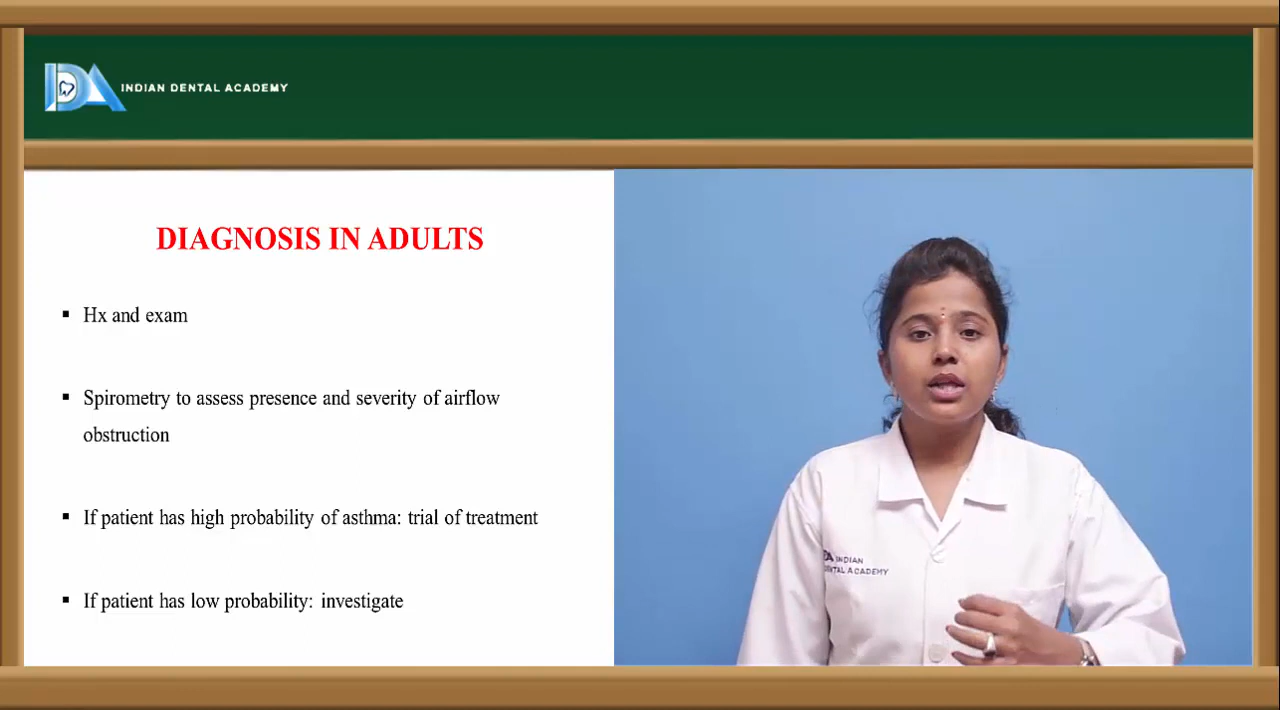 INDIAN DENTAL ACADEMY
DIAGNOSIS IN ADULTS
▪ Hx and exam
▪ Spirometry to assess presence and severity of airflow
obstruction
▪ If patient has high probability of asthma: trial of treatment
▪ If patient has low probability: investigate
INDIAN
DENTAL ACADEMY